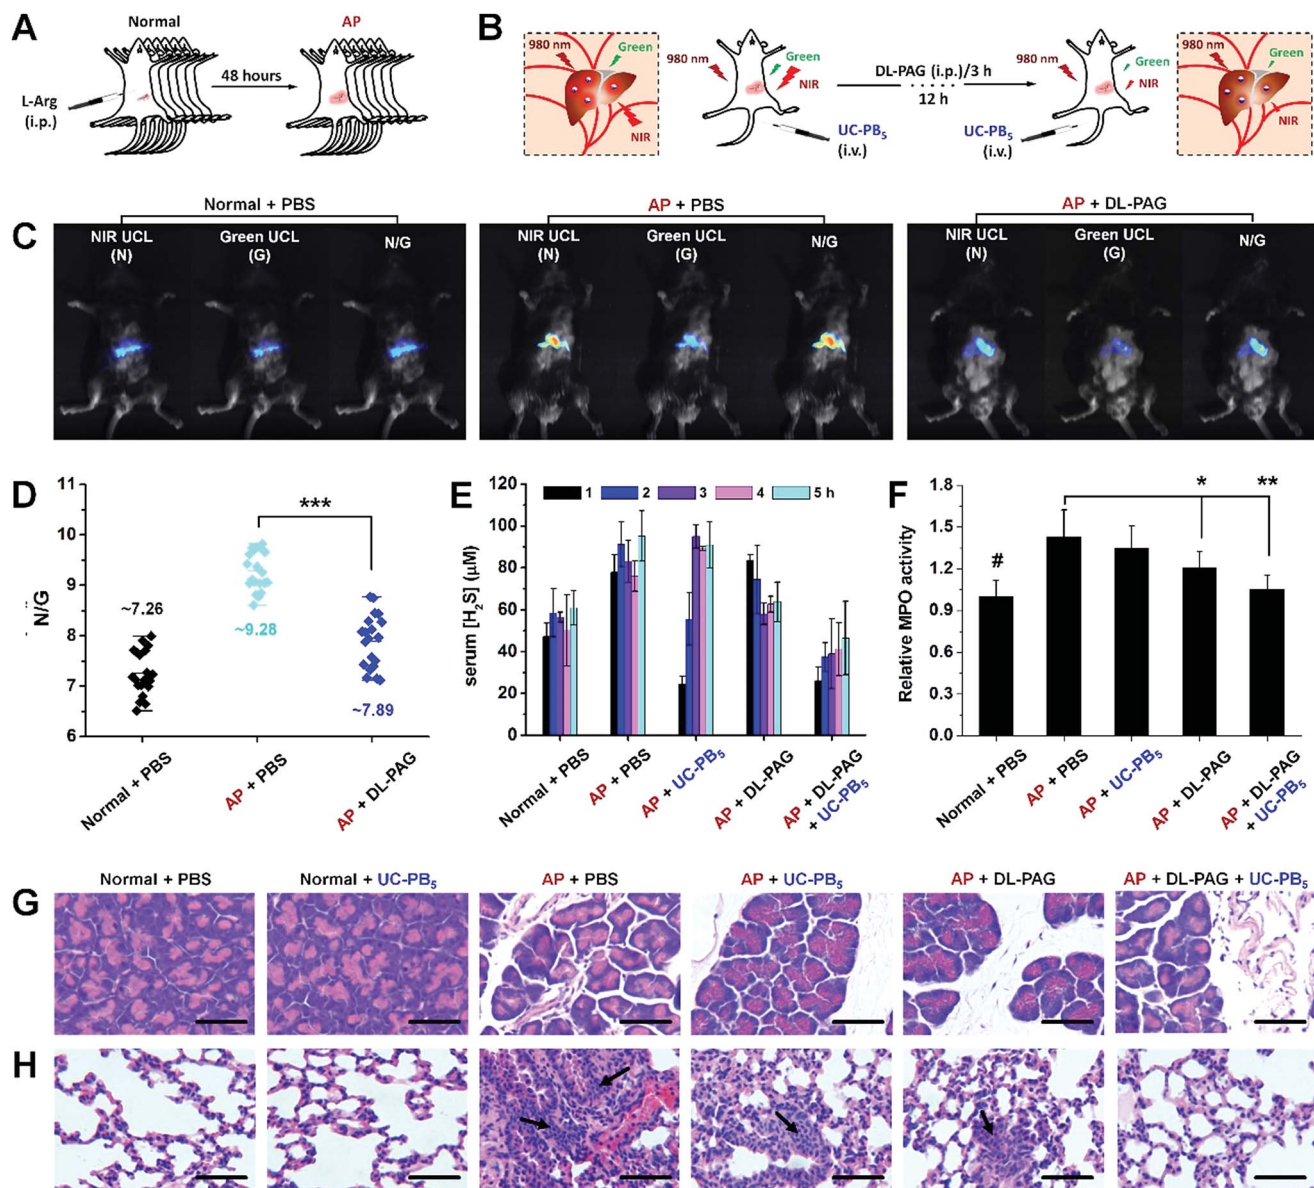 A
Normal
AP
L-Arg
(i.p.)
48 hours
B
980 nm
Green
NIR
980 nm
Green
NIR
UC-PB5
(i.v.)
DL-PAG (i.p.)/3 h
12 h
980 nm
Green
NIR
UC-PB5
(i.v.)
980 nm
Green
NIR
C
Normal + PBS
NIR UCL
(N)
Green UCL
(G)
N/G
AP + PBS
NIR UCL
(N)
Green UCL
(G)
N/G
AP + DL-PAG
NIR UCL
(N)
Green UCL
(G)
N/G
D
11
10
9
8
7
6
N/G
~7.26
~9.28
***
~7.89
Normal + PBS
AP + PBS
AP + DL-PAG
E
120
100
80
60
40
20
0
serum [H2S] (μM)
1 2 3 4 5 h
Normal + PBS
AP + PBS
AP + UC-PB5
AP + DL-PAG
AP + DL-PAG
+ UC-PB5
F
1.8
1.5
1.2
0.9
0.6
0.3
0.0
Relative MPO activity
#
*
**
Normal + PBS
AP + PBS
AP + UC-PB5
AP + DL-PAG
AP + DL-PAG
+ UC-PB5
G
Normal + PBS
Normal + UC-PB5
AP + PBS
AP + UC-PB5
AP + DL-PAG
AP + DL-PAG + UC-PB5
H